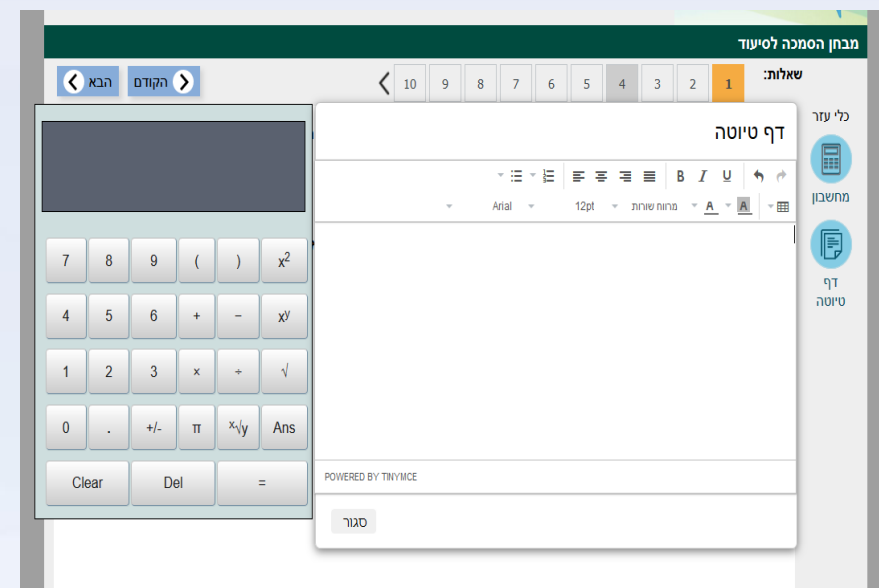 מבחן הסמכה לסיעוד
שאלות:
1 2 3 4 5 6 7 8 9 10
הקודם
הבא
כלי עזר
מחשבון
דף
טיוטה
דף טיוטה
B I U
Arial 12pt מרווח שורות A A
POWERED BY TINYMCE
סגור
7 8 9 ( ) x²
4 5 6 + − xʸ
1 2 3 × ÷ √
0 . +/- π ˣ√y Ans
Clear Del =